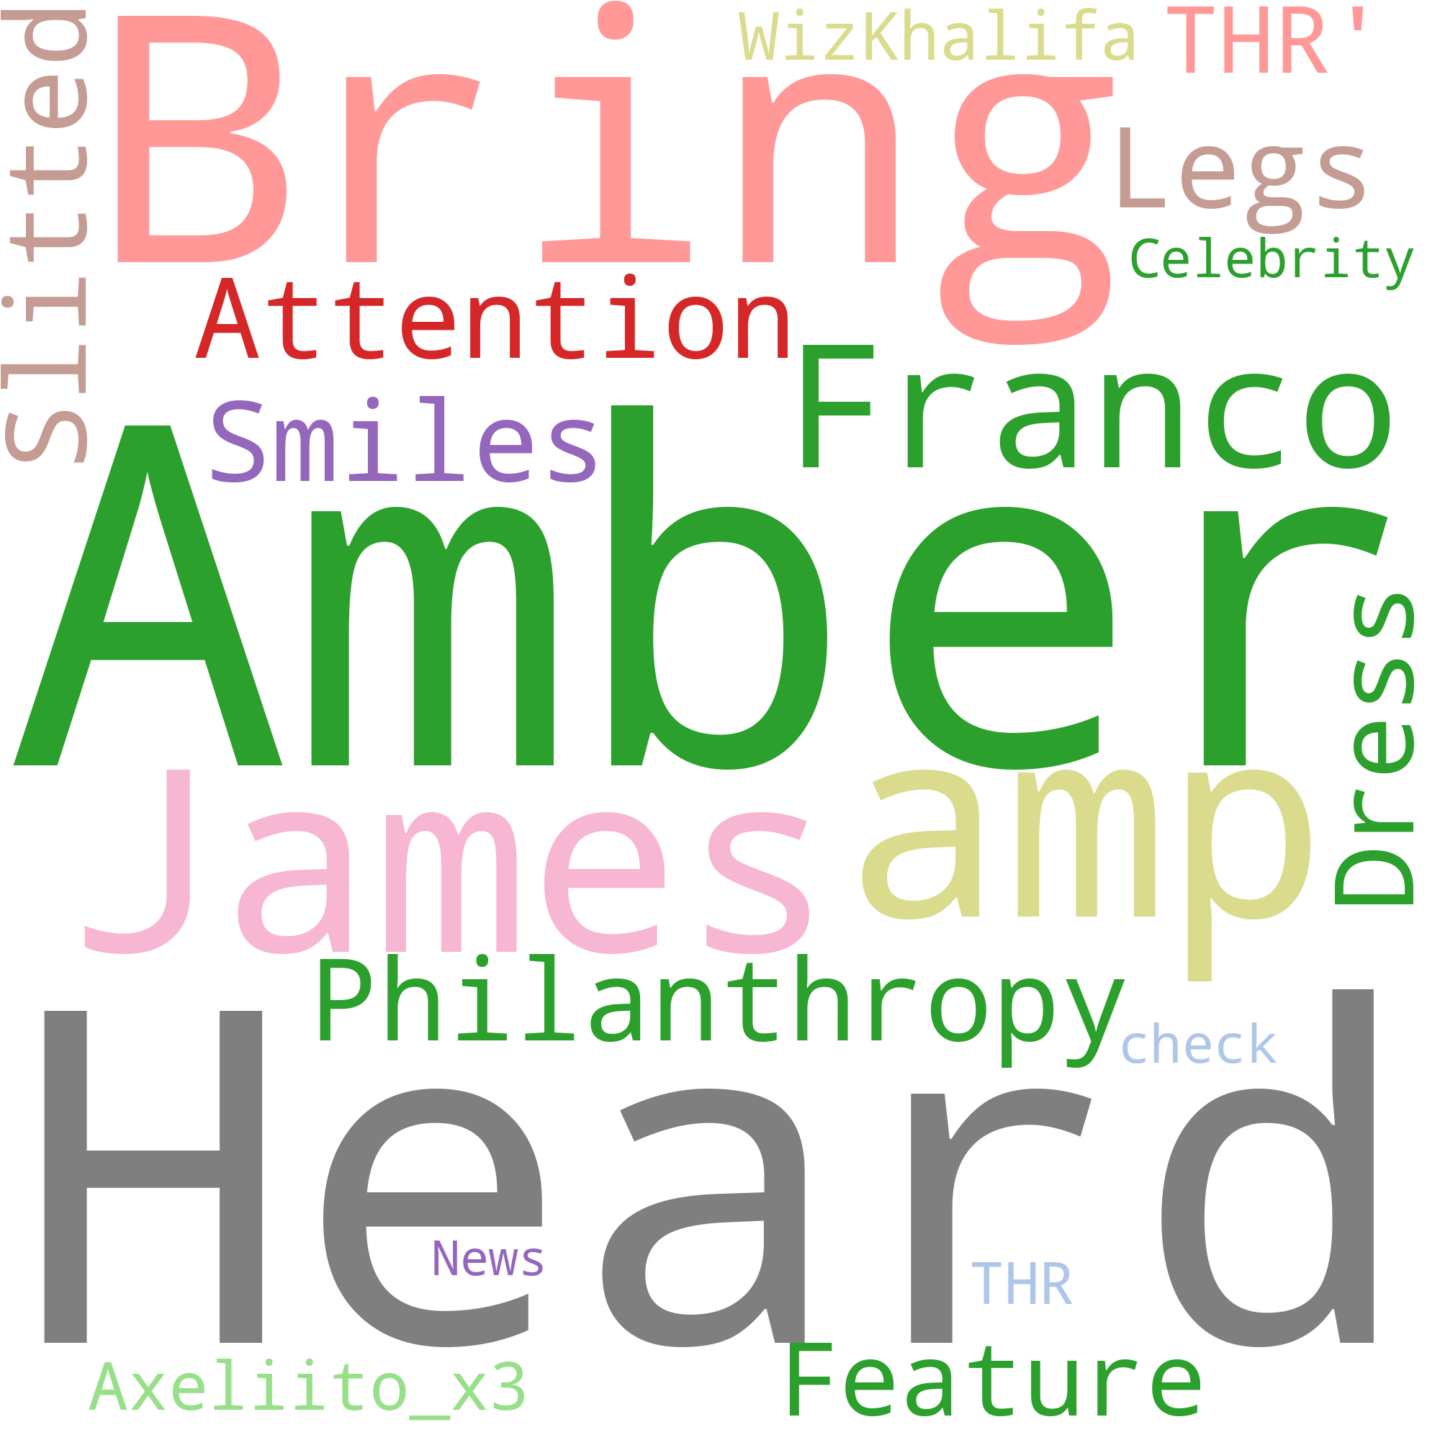 Slitted
Bring
WizKhalifa
THR'
Legs
Celebrity
Attention
Franco
Smiles
Amber
Dress
James
amp
Philanthropy
check
Heard
News
THR
Feature
Axeliito_x3